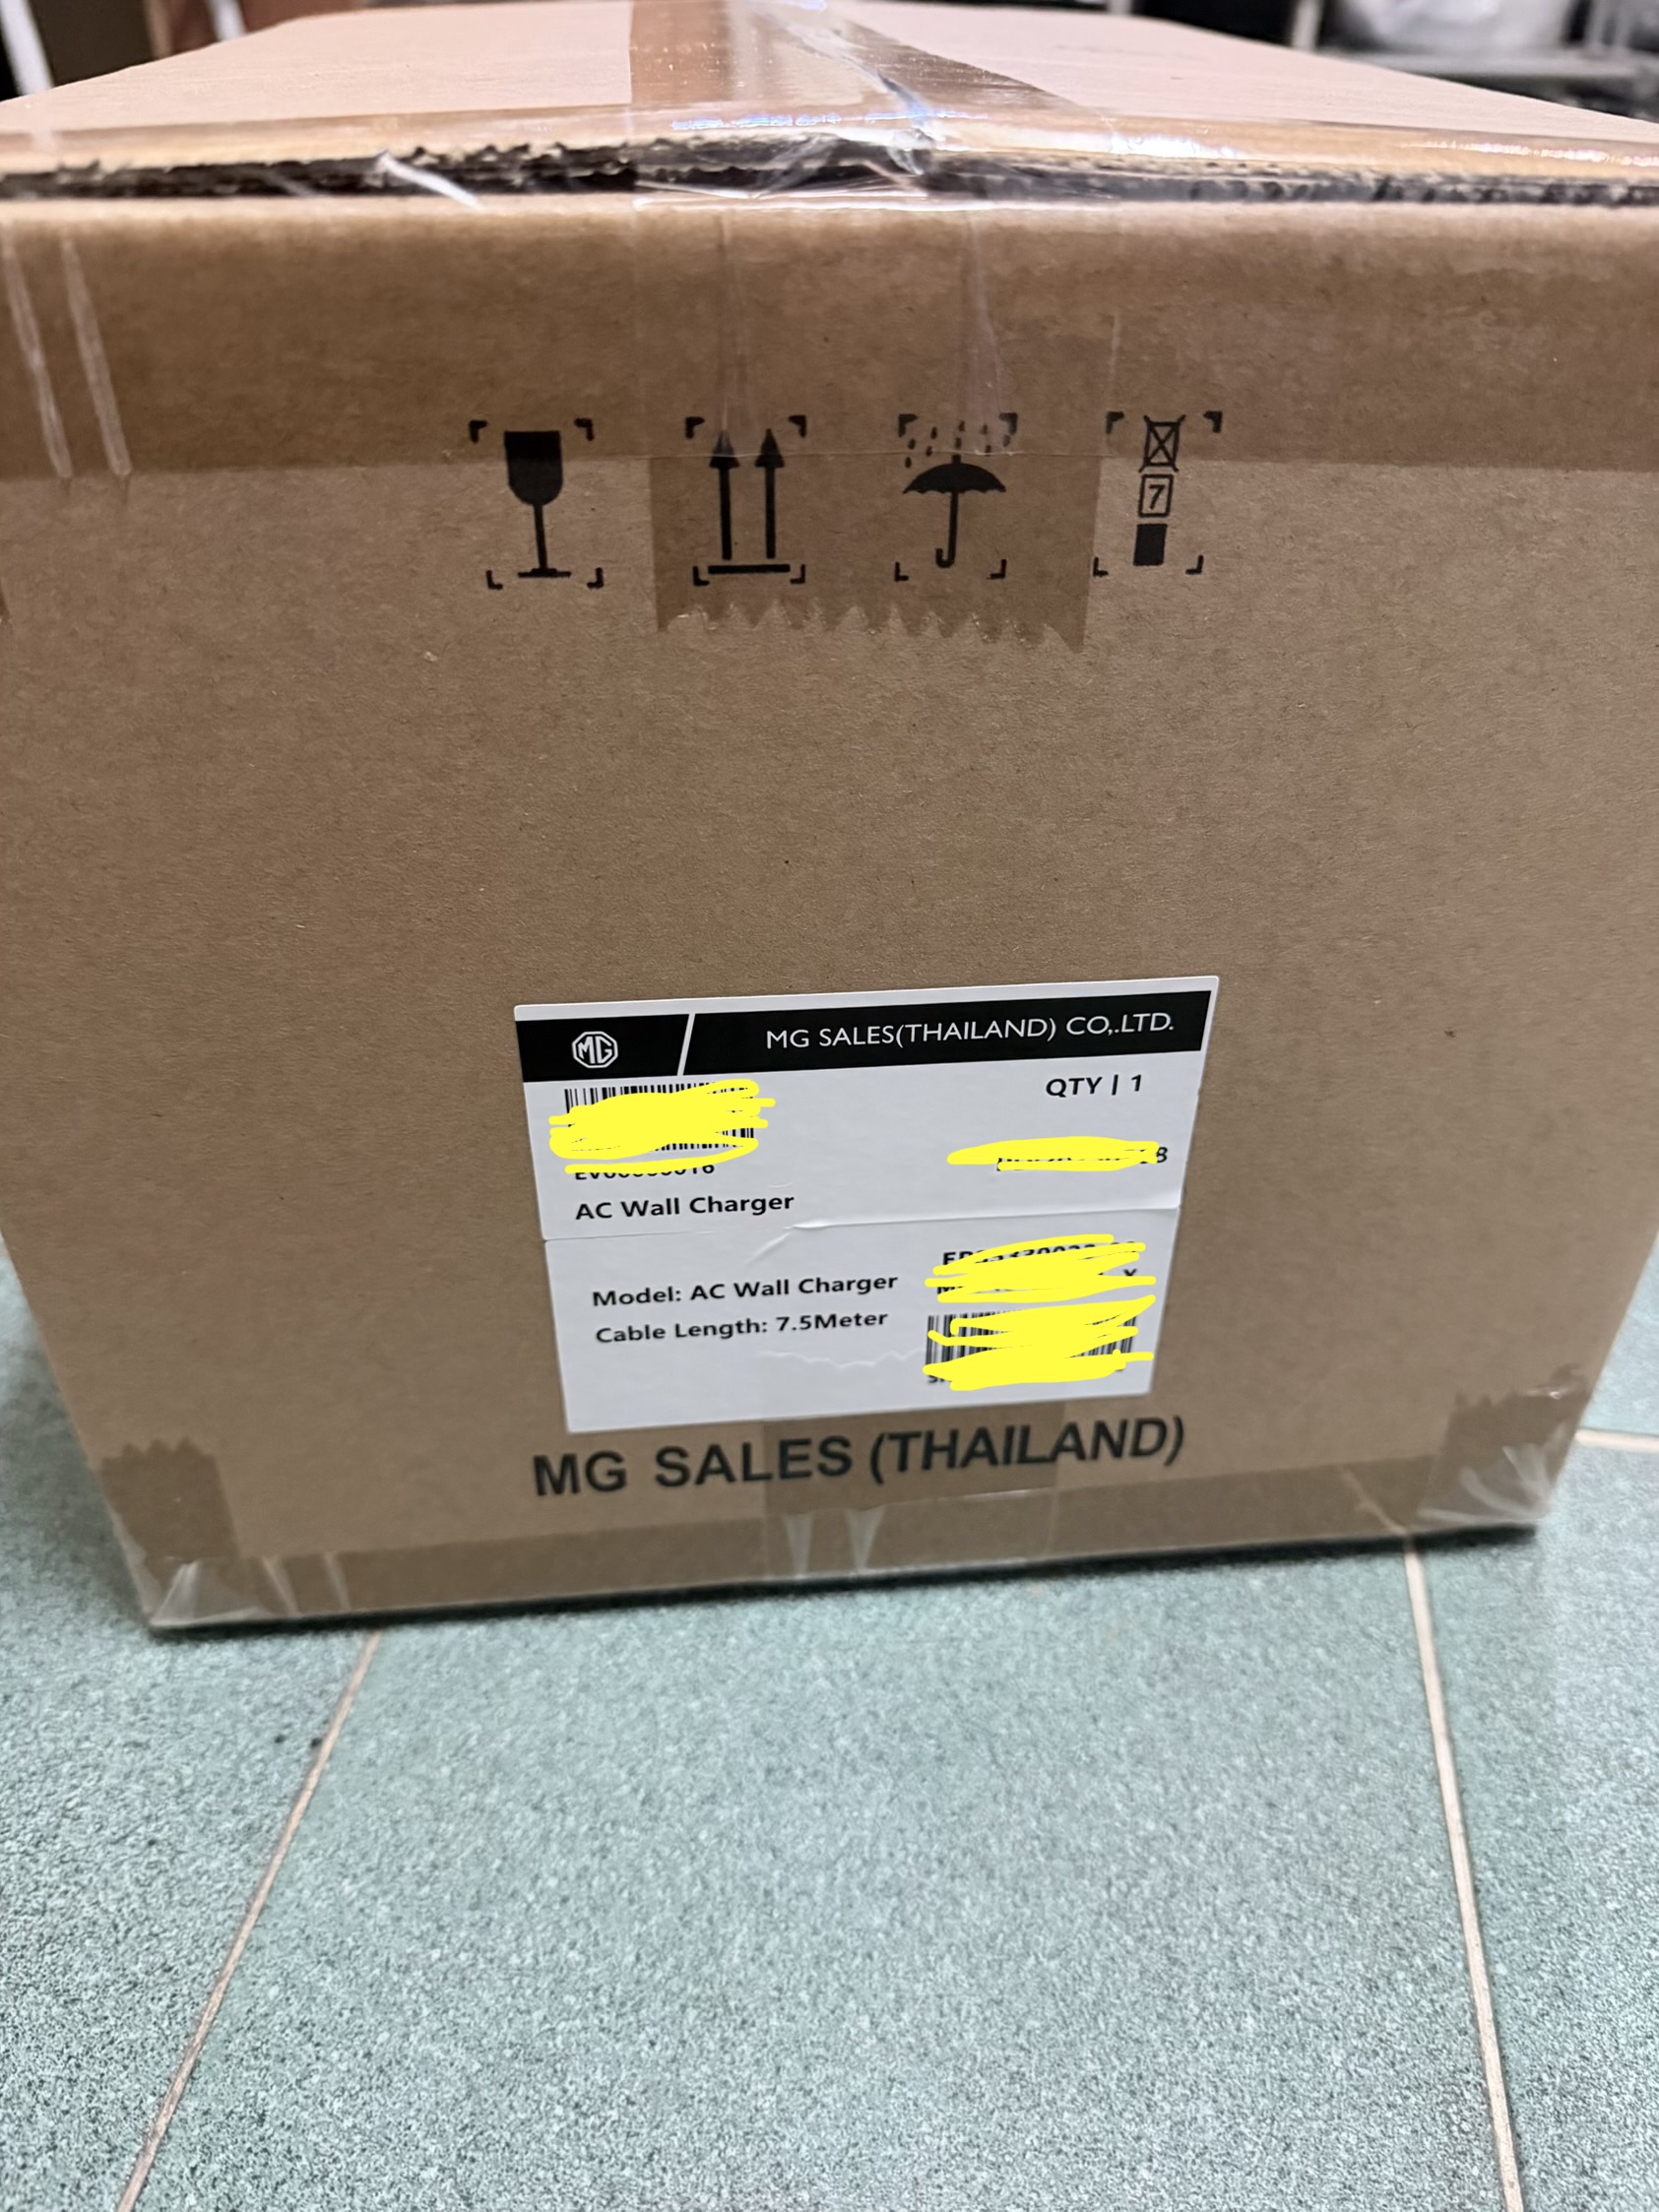 7
MG
MG SALES(THAILAND) CO,.LTD.
QTY | 1
AC Wall Charger
Model: AC Wall Charger
Cable Length: 7.5Meter
MG SALES (THAILAND)